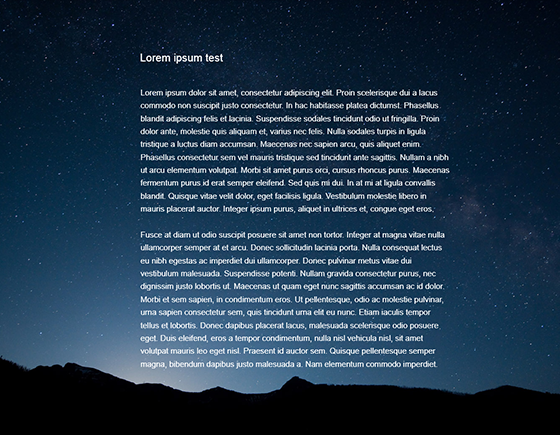 Lorem ipsum test
Lorem ipsum dolor sit amet, consectetur adipiscing elit. Proin scelerisque dui a lacus
commodo non suscipit justo consectetur. In hac habitasse platea dictumst. Phasellus
blandit adipiscing felis et lacinia. Suspendisse sodales tincidunt odio ut fringilla. Proin
dolor ante, molestie quis aliquam et, varius nec felis. Nulla sodales turpis in ligula
tristique a luctus diam accumsan. Maecenas nec sapien arcu, vitae aliquet enim.
Phasellus consectetur sem vel mauris tristique sed tincidunt ante sagittis. Nullam a nibh
ut arcu elementum volutpat. Morbi sit amet purus orci, cursus rhoncus purus. Maecenas
fermentum purus id erat semper eleifend. Sed quis mi dui. In at mi at ligula convallis
blandit. Quisque vitae velit dolor, eget facilisis ligula. Vestibulum molestie libero in
mauris placerat auctor. Integer ipsum purus, aliquet in ultrices et, congue eget eros.
Fusce at diam ut odio suscipit posuere sit amet non tortor. Integer at magna vitae nulla
ullamcorper semper at et arcu. Donec sollicitudin lacinia porta. Nulla consequat lectus
eu nibh egestas ac imperdiet dui ullamcorper. Donec pulvinar metus vitae dui
vestibulum malesuada. Suspendisse potenti. Nullam gravida consectetur ipsum, nec
dignissim justo volutpat in. Maecenas ut quam eget nunc sagittis accumsan ac id dolor.
Morbi et sem sapien, in condimentum eros. Ut pellentesque, odio ac molestie pulvinar,
urna sapien consectetur sem, quis tincidunt urna elit eu nunc. Etiam iaculis tempor
tellus et lobortis. Donec dapibus placerat lacus, malesuada scelerisque odio posuere
eget. Duis eleifend, eros a tempor condimentum, nulla nisl vehicula nisl, quis
volutpat mauris leo eget nisl. Praesent id auctor sem. Quisque pellentesque semper
magna, bibendum dapibus justo malesuada a. Nam elementum commodo imperdiet.